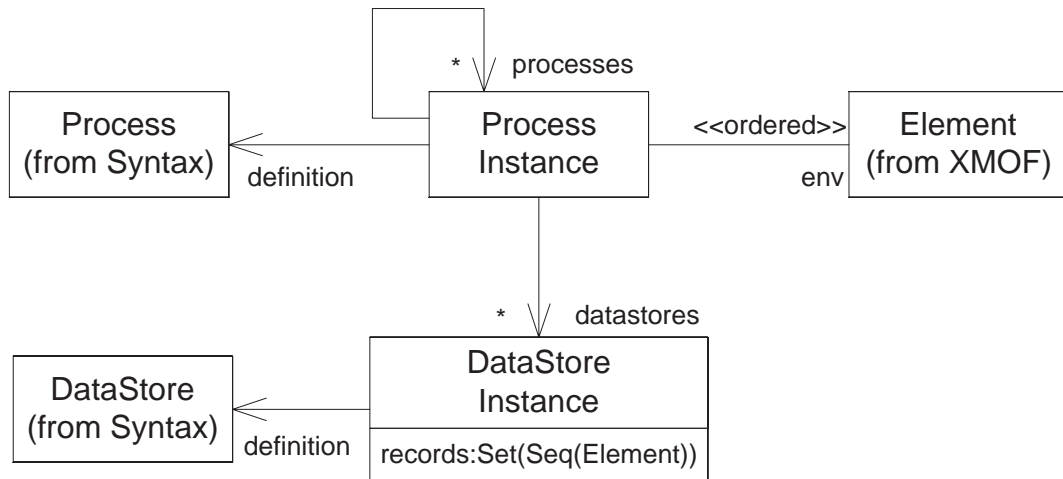 * processes
Process
(from Syntax)
definition
Process
Instance
<<ordered>>
env
Element
(from XMOF)
* datastores
DataStore
(from Syntax)
definition
DataStore
Instance
records:Set(Seq(Element))